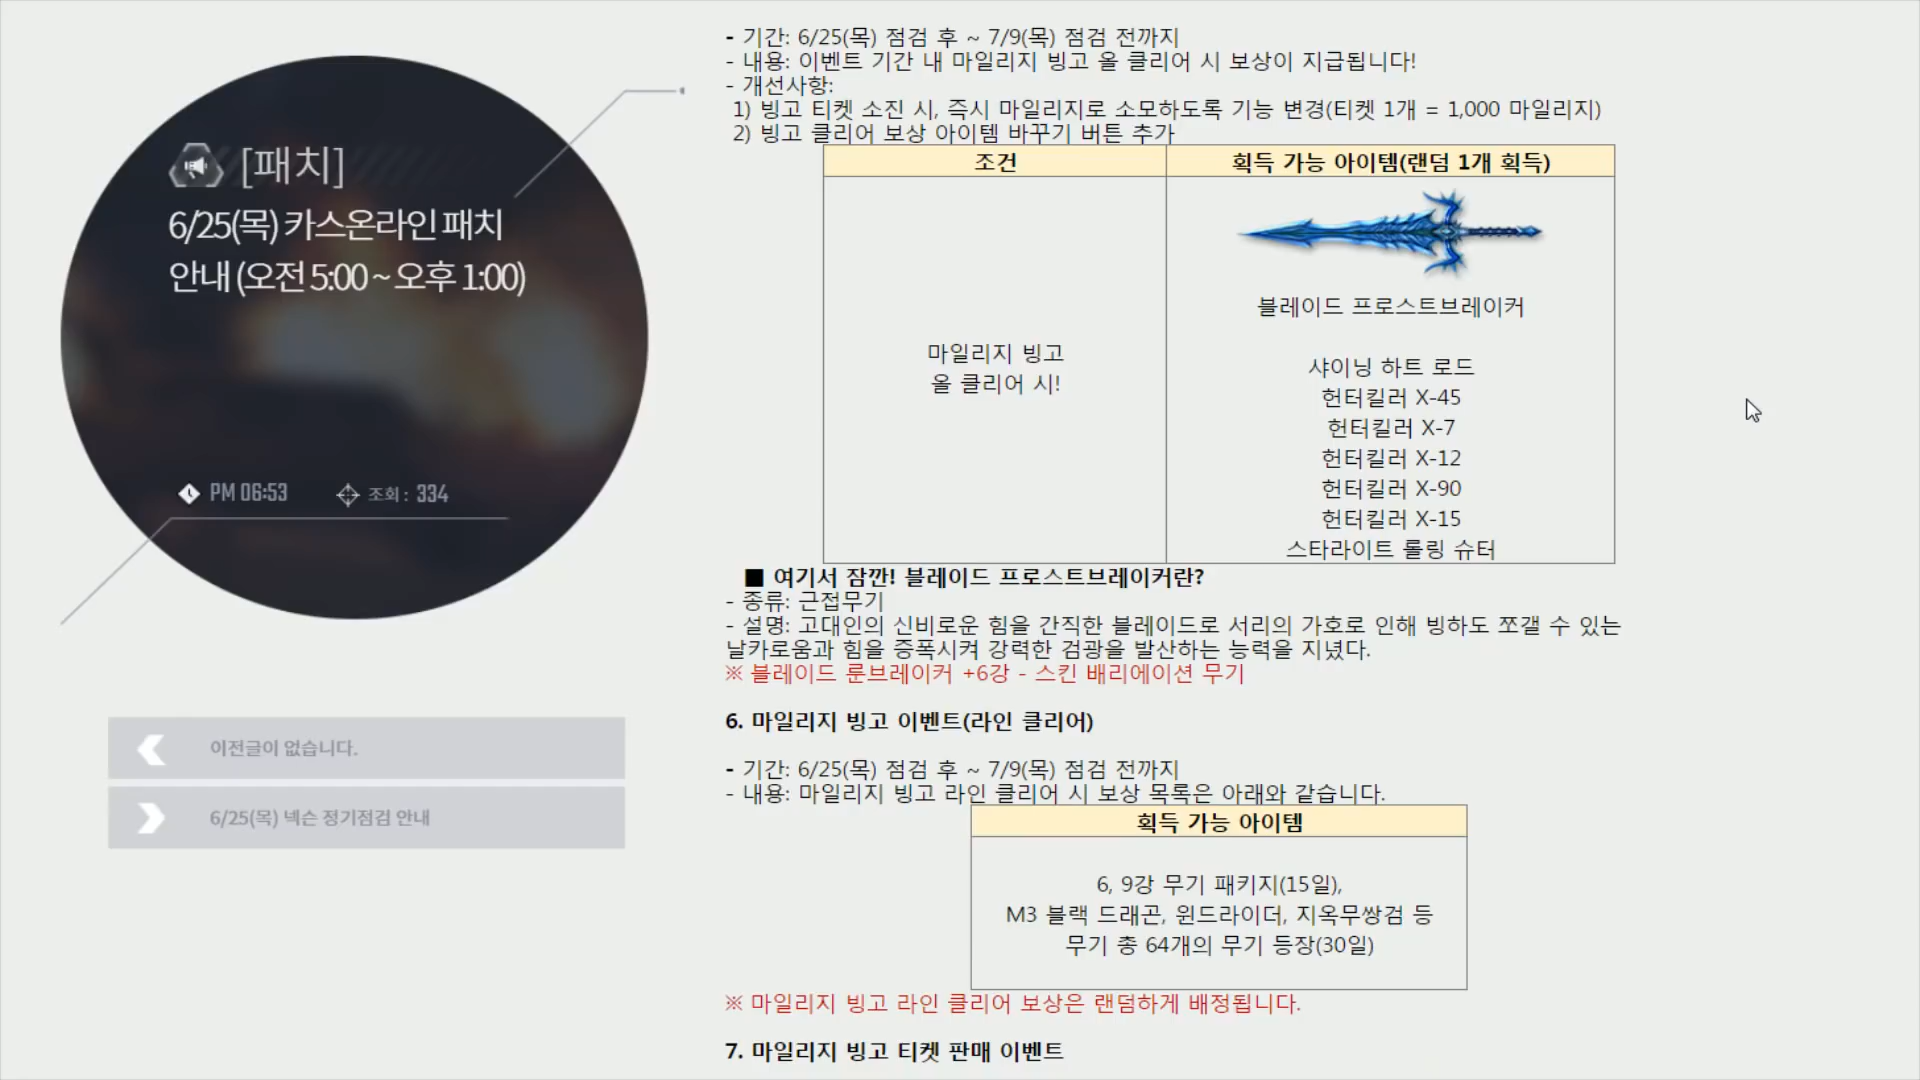 [패치]
6/25(목) 카스온라인 패치
안내 (오전 5:00 ~ 오후 1:00)
PM 06:53
조회 : 334
이전글이 없습니다.
6/25(목) 넥슨 정기점검 안내
- 기간: 6/25(목) 점검 후 ~ 7/9(목) 점검 전까지
- 내용: 이벤트 기간 내 마일리지 빙고 올 클리어 시 보상이 지급됩니다!
- 개선사항:
1) 빙고 티켓 소진 시, 즉시 마일리지로 소모하도록 기능 변경(티켓 1개 = 1,000 마일리지)
2) 빙고 클리어 보상 아이템 바꾸기 버튼 추가
조건
획득 가능 아이템(랜덤 1개 획득)
마일리지 빙고
올 클리어 시!
블레이드 프로스트브레이커
샤이닝 하트 로드
헌터킬러 X-45
헌터킬러 X-7
헌터킬러 X-12
헌터킬러 X-90
헌터킬러 X-15
스타라이트 롤링 슈터
■ 여기서 잠깐! 블레이드 프로스트브레이커란?
- 종류: 근접무기
- 설명: 고대인의 신비로운 힘을 간직한 블레이드로 서리의 가호로 인해 빙하도 쪼갤 수 있는
날카로움과 힘을 증폭시켜 강력한 검광을 발산하는 능력을 지녔다.
※ 블레이드 룬브레이커 +6강 - 스킨 배리에이션 무기
6. 마일리지 빙고 이벤트(라인 클리어)
- 기간: 6/25(목) 점검 후 ~ 7/9(목) 점검 전까지
- 내용: 마일리지 빙고 라인 클리어 시 보상 목록은 아래와 같습니다.
획득 가능 아이템
6, 9강 무기 패키지(15일),
M3 블랙 드래곤, 윈드라이더, 지옥무쌍검 등
무기 총 64개의 무기 등장(30일)
※ 마일리지 빙고 라인 클리어 보상은 랜덤하게 배정됩니다.
7. 마일리지 빙고 티켓 판매 이벤트